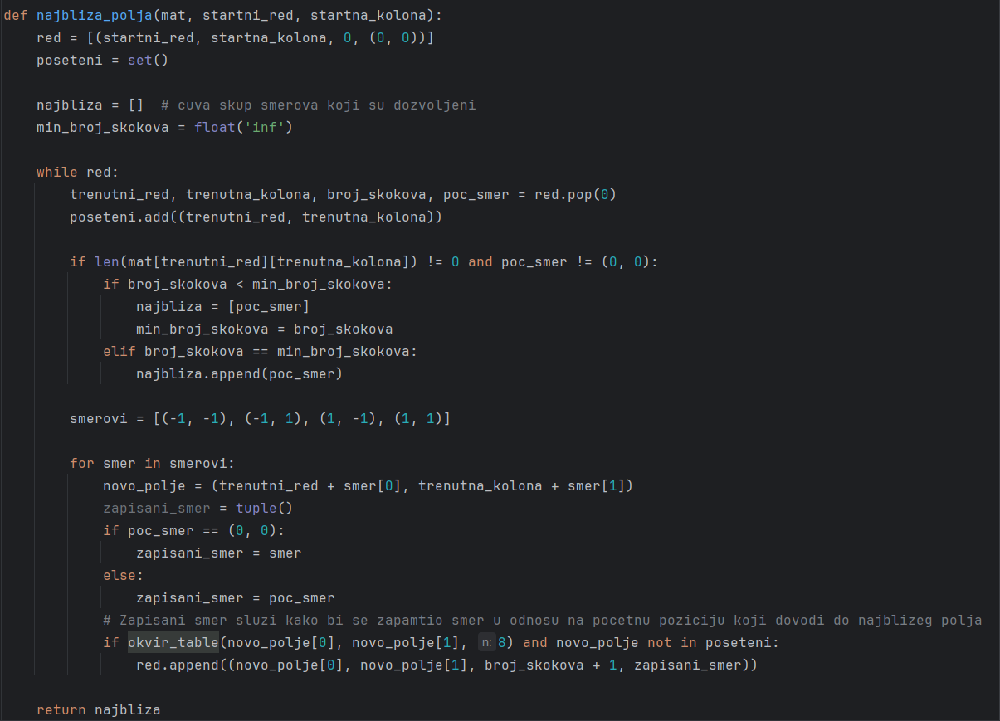 def najbliza_polja(mat, startni_red, startna_kolona):
    red = [(startni_red, startna_kolona, 0, (0, 0))]
    poseteni = set()

    najbliza = []  # cuva skup smerova koji su dozvoljeni
    min_broj_skokova = float('inf')

    while red:
        trenutni_red, trenutna_kolona, broj_skokova, poc_smer = red.pop(0)
        poseteni.add((trenutni_red, trenutna_kolona))

        if len(mat[trenutni_red][trenutna_kolona]) != 0 and poc_smer != (0, 0):
            if broj_skokova < min_broj_skokova:
                najbliza = [poc_smer]
                min_broj_skokova = broj_skokova
            elif broj_skokova == min_broj_skokova:
                najbliza.append(poc_smer)

        smerovi = [(-1, -1), (-1, 1), (1, -1), (1, 1)]

        for smer in smerovi:
            novo_polje = (trenutni_red + smer[0], trenutna_kolona + smer[1])
            zapisani_smer = tuple()
            if poc_smer == (0, 0):
                zapisani_smer = smer
            else:
                zapisani_smer = poc_smer
            # Zapisani smer sluzi kako bi se zapamtio smer u odnosu na pocetnu poziciju koji dovodi do najblizeg polja
            if okvir_table(novo_polje[0], novo_polje[1], n: 8) and novo_polje not in poseteni:
                red.append((novo_polje[0], novo_polje[1], broj_skokova + 1, zapisani_smer))

    return najbliza